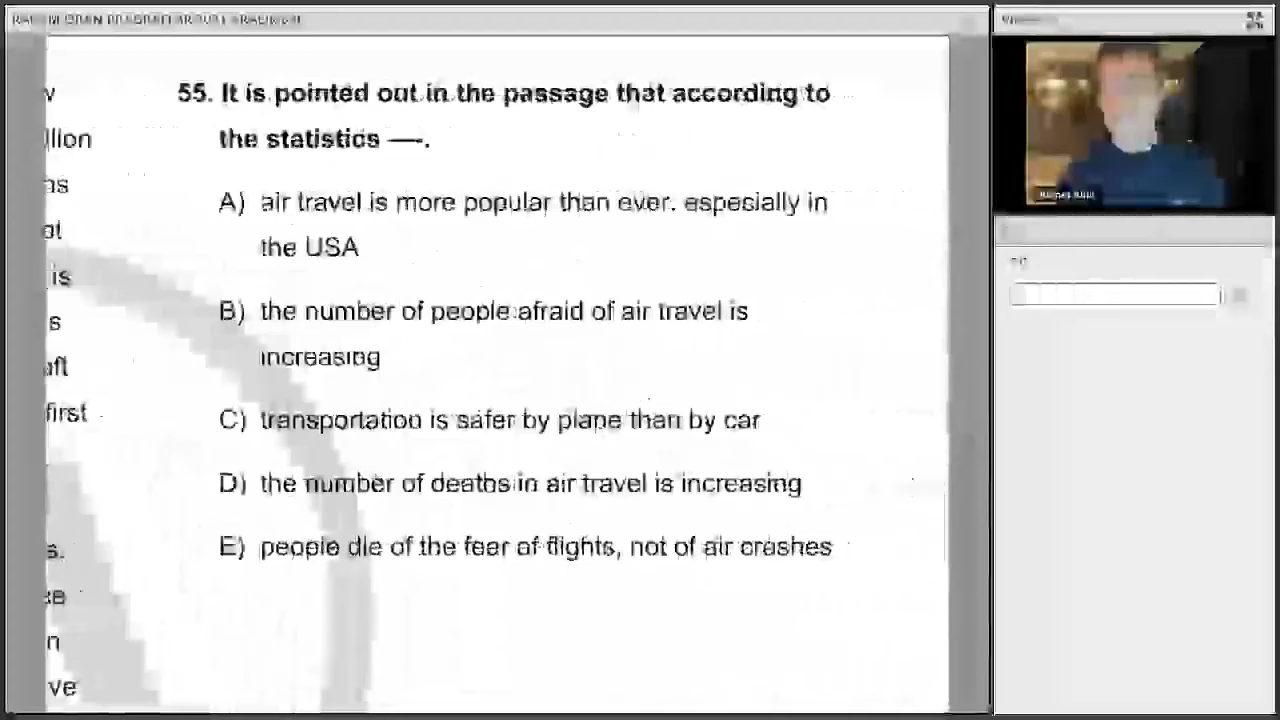 55. It is pointed out in the passage that according to
the statistics —–.
A) air travel is more popular than ever, especially in
the USA
B) the number of people afraid of air travel is
increasing
C) transportation is safer by plane than by car
D) the number of deaths in air travel is increasing
E) people die of the fear of flights, not of air crashes
v
llion
ns
at
is
s
aft
first
s.
n
ve